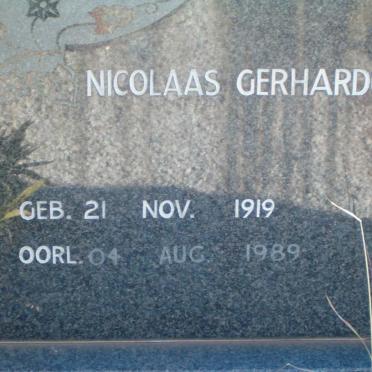 NICOLAAS GERHARD
GEB. 21 NOV. 1919
OORL. 04 AUG 1989